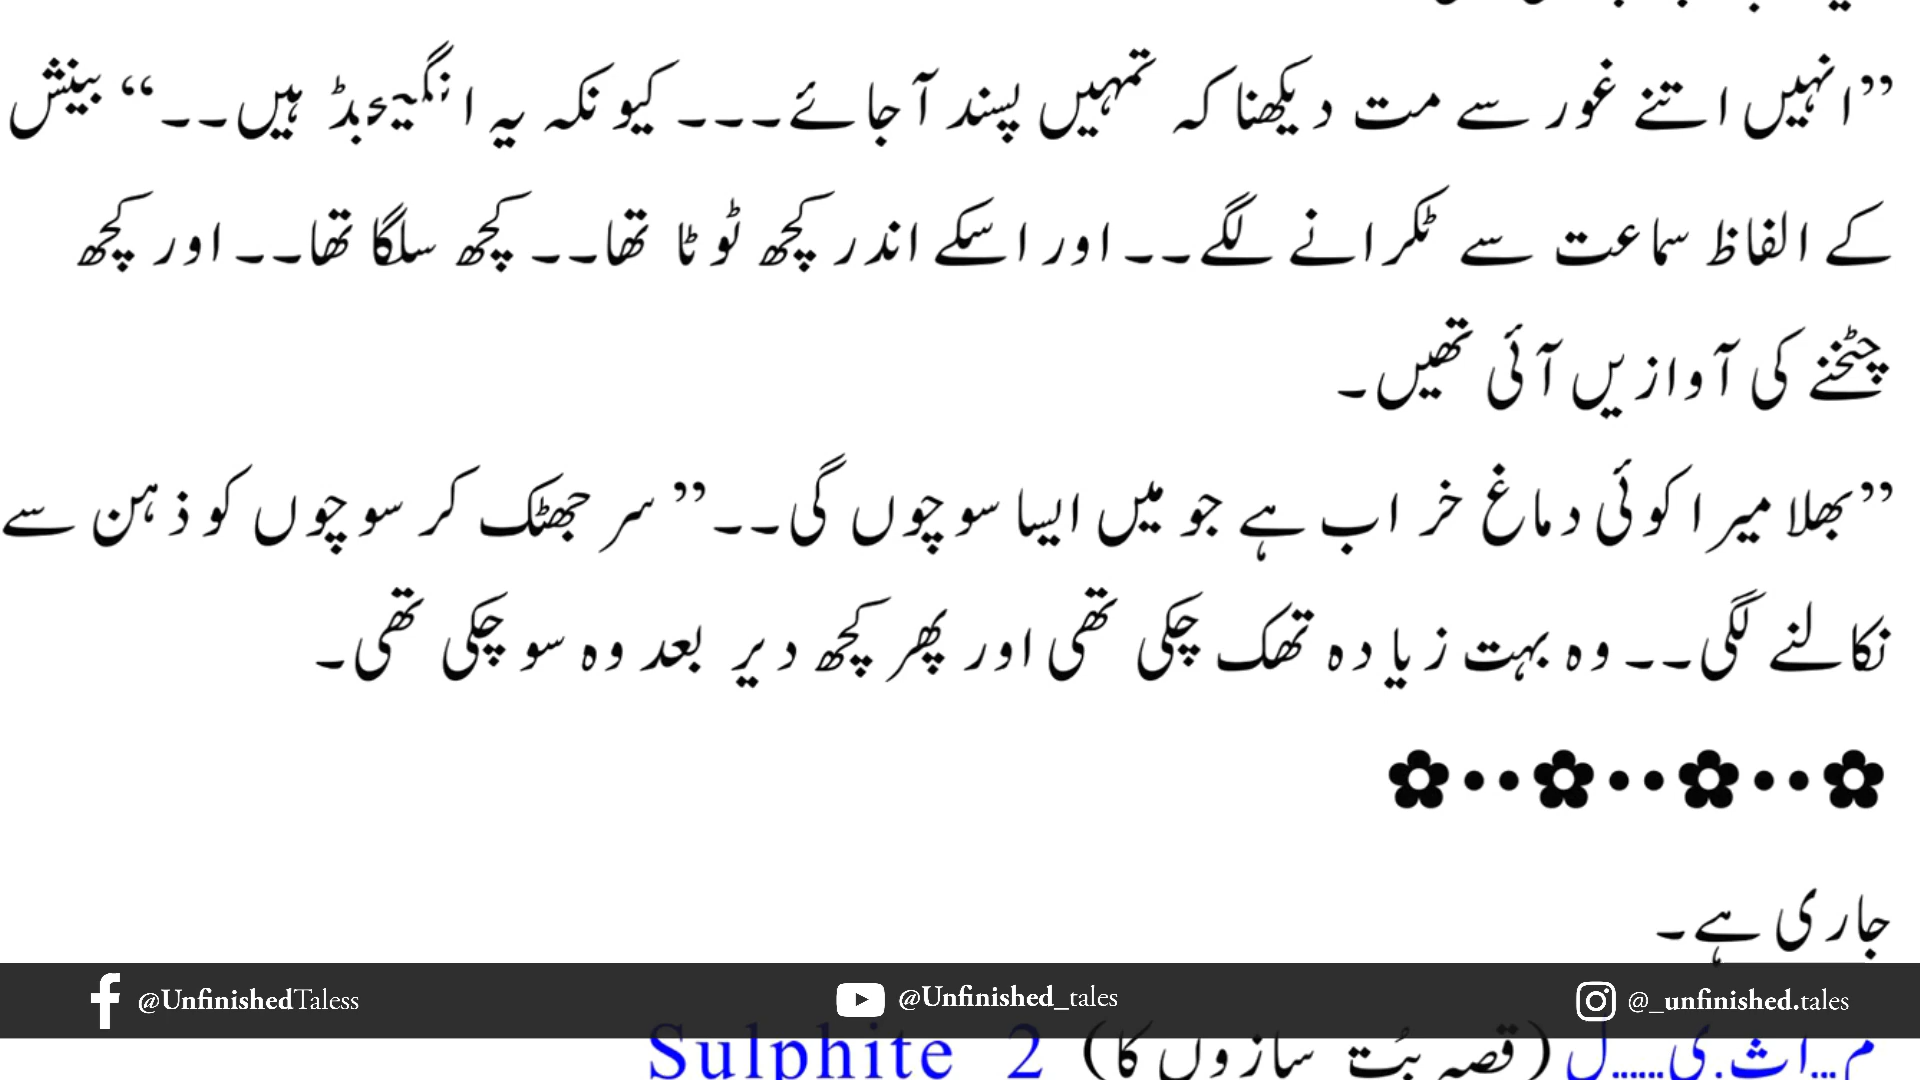 ”انہیں اتنے غور سے مت دیکھنا کہ تمہیں پسند آجائے۔۔۔ کیونکہ یہ انگیءبڈ ہیں۔۔“ بینش
کے الفاظ سماعت سے ٹکرانے لگے۔۔ اور اسکے اندر کچھ ٹوٹا تھا۔۔ کچھ سلگا تھا۔۔ اور کچھ
چٹخنے کی آوازیں آئی تھیں۔
”بھلا میرا کوئی دماغ خراب ہے جو میں ایسا سوچوں گی۔۔” سر جھٹک کر سوچوں کو ذہن سے
نکالنے لگی۔۔ وہ بہت زیادہ تھک چکی تھی اور پھر کچھ دیر بعد وہ سو چکی تھی۔
✿••✿••✿••✿
جاری ہے۔
@UnfinishedTaless @Unfinished_tales @_unfinished.tales
م...اث.ی......ل (قصہ بُت سازوں کا) Sulphite 2